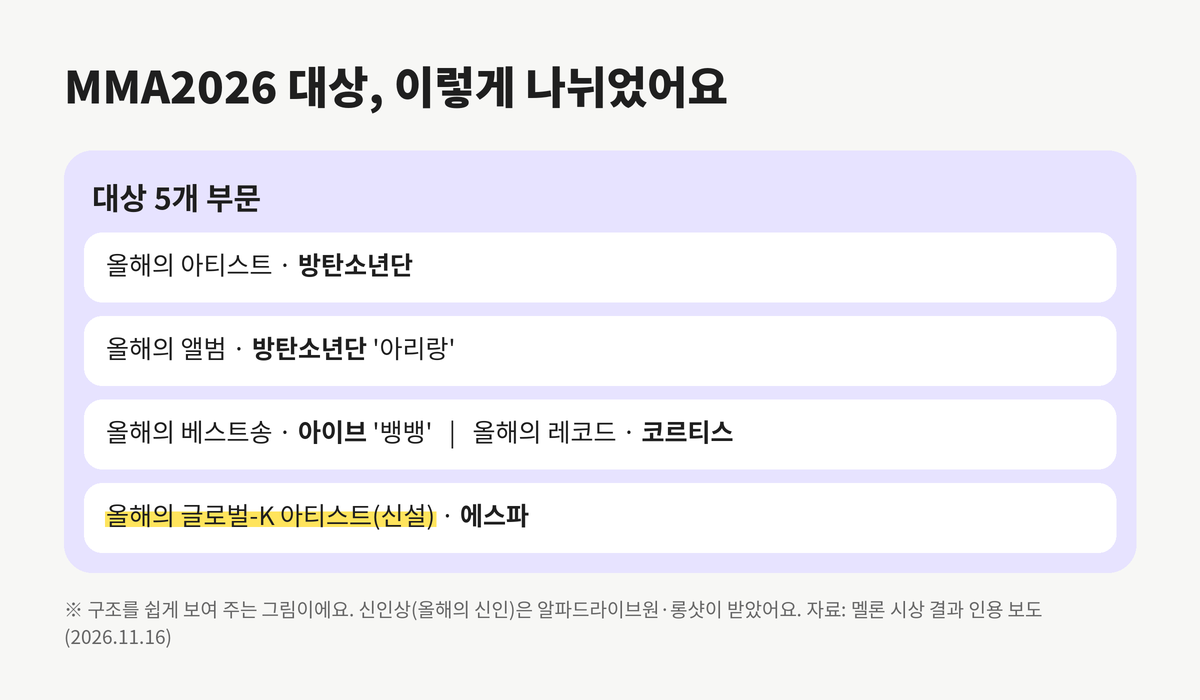 MMA2026 대상, 이렇게 나뉘었어요
대상 5개 부문
올해의 아티스트 · 방탄소년단
올해의 앨범 · 방탄소년단 '아리랑'
올해의 베스트송 · 아이브 '뱅뱅' | 올해의 레코드 · 코르티스
올해의 글로벌-K 아티스트(신설) · 에스파
※ 구조를 쉽게 보여 주는 그림이에요. 신인상(올해의 신인)은 알파드라이브원·롱샷이 받았어요. 자료: 멜론 시상 결과 인용 보도
(2026.11.16)